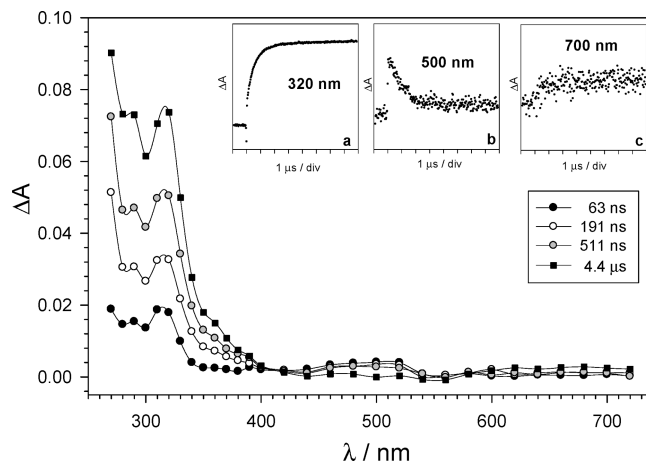 0.10
0.08
0.06
0.04
0.02
0.00
ΔA
300
400
500
600
700
λ / nm
ΔA
320 nm
a
1 μs / div
ΔA
500 nm
b
1 μs / div
ΔA
700 nm
c
1 μs / div
63 ns
191 ns
511 ns
4.4 μs